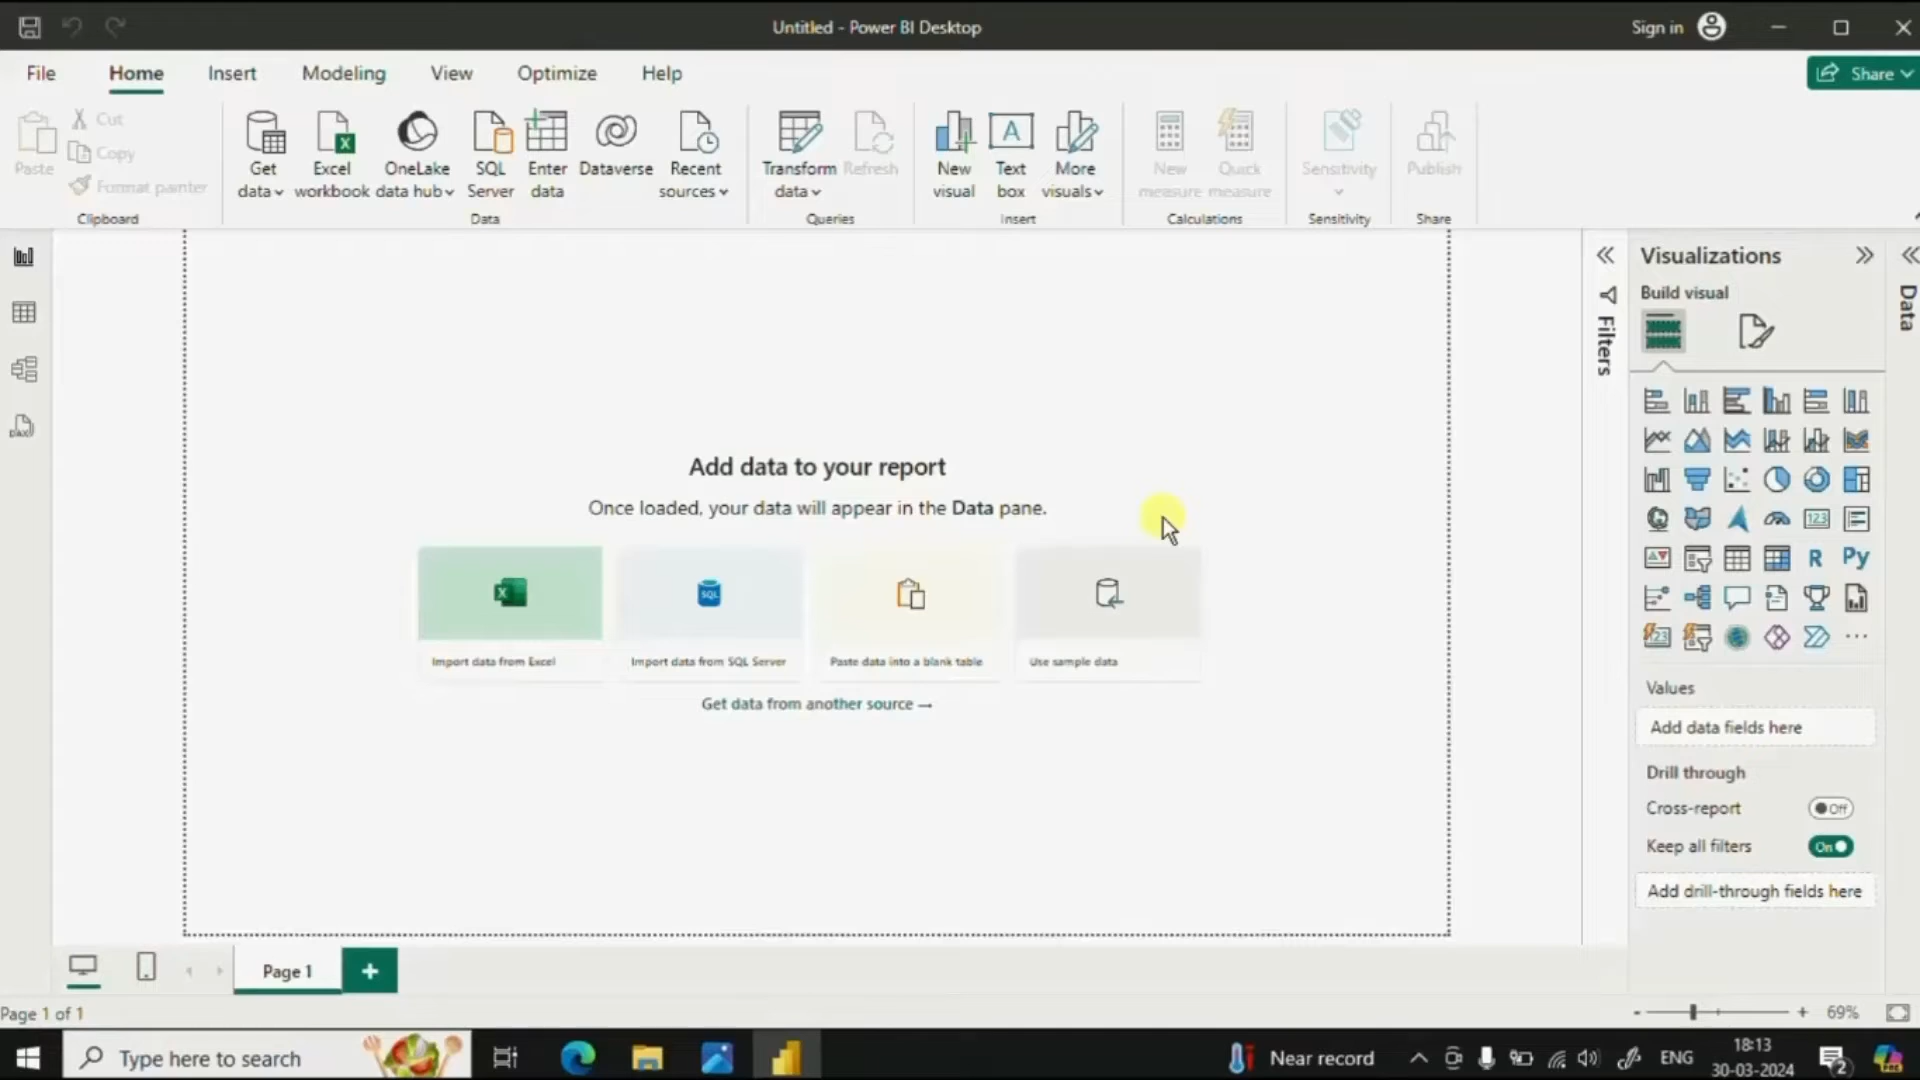 Untitled - Power BI Desktop
Sign in
File Home Insert Modeling View Optimize Help
Share
Paste
Cut
Copy
Format painter
Clipboard
Get data
Excel workbook
OneLake data hub
SQL Server
Enter data
Dataverse
Recent sources
Data
Transform data
Refresh
Queries
New visual
Text box
More visuals
Insert
New measure
Quick measure
Calculations
Sensitivity
Sensitivity
Publish
Share
Add data to your report
Once loaded, your data will appear in the Data pane.
SQL
Import data from Excel
Import data from SQL Server
Paste data into a blank table
Use sample data
Get data from another source →
Filters
Visualizations
Build visual
123
R
Py
123
Values
Add data fields here
Drill through
Cross-report
Off
Keep all filters
On
Add drill-through fields here
Data
DAX
Page 1
+
Page 1 of 1
- + 69%
Type here to search
Near record
ENG
18:13
30-03-2024
2